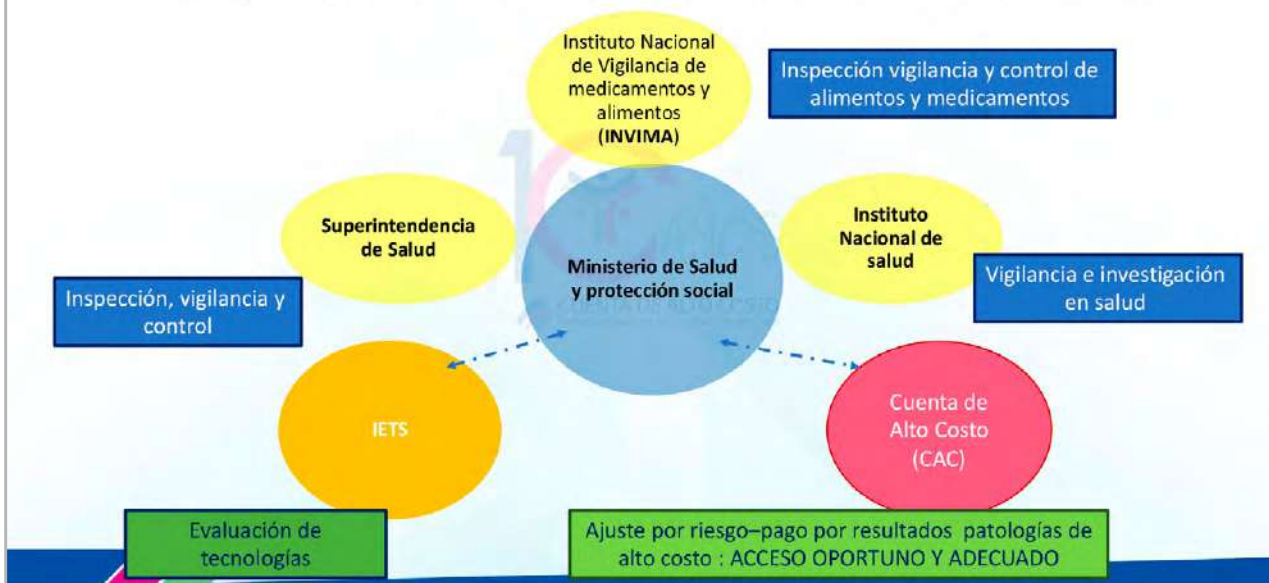 Instituto Nacional
de Vigilancia de
medicamentos y
alimentos
(INVIMA)
Inspección vigilancia y control de
alimentos y medicamentos
Superintendencia
de Salud
Ministerio de Salud
y protección social
Instituto
Nacional de
salud
Inspección, vigilancia y
control
Vigilancia e investigación
en salud
IETS
Cuenta de
Alto Costo
(CAC)
Evaluación de
tecnologías
Ajuste por riesgo–pago por resultados patologías de
alto costo : ACCESO OPORTUNO Y ADECUADO